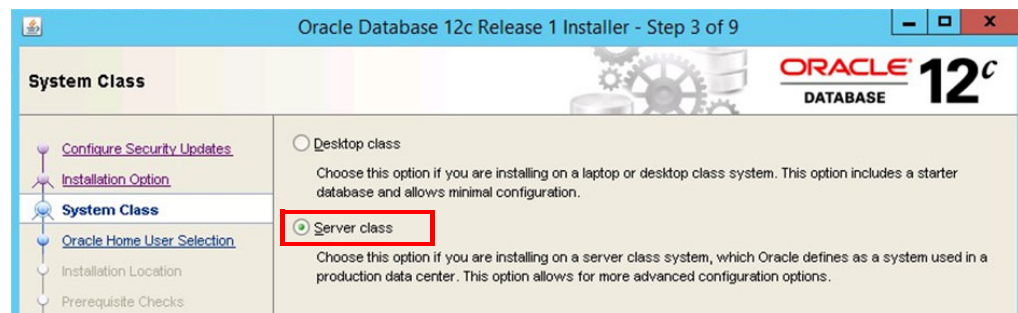 Oracle Database 12c Release 1 Installer - Step 3 of 9
System Class
ORACLE
DATABASE
12c
Configure Security Updates
Installation Option
System Class
Oracle Home User Selection
Installation Location
Prerequisite Checks
Desktop class
Choose this option if you are installing on a laptop or desktop class system. This option includes a starter
database and allows minimal configuration.
Server class
Choose this option if you are installing on a server class system, which Oracle defines as a system used in a
production data center. This option allows for more advanced configuration options.